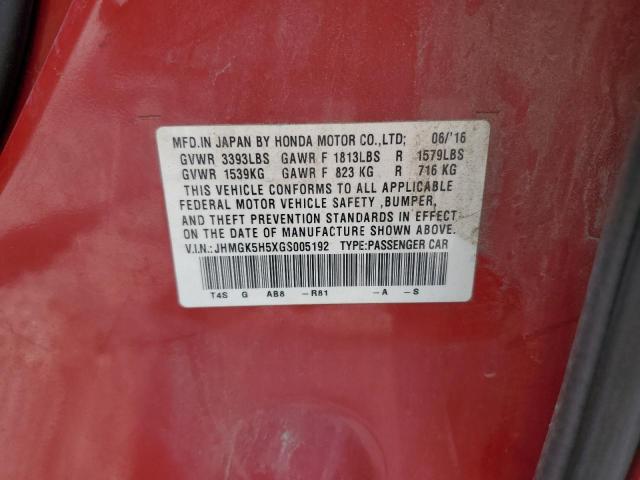 MFD.IN JAPAN BY HONDA MOTOR CO.,LTD; 06/'16
GVWR 3393LBS GAWR F 1813LBS R 1579LBS
GVWR 1539KG GAWR F 823 KG R 716 KG
THIS VEHICLE CONFORMS TO ALL APPLICABLE
FEDERAL MOTOR VEHICLE SAFETY ,BUMPER,
AND THEFT PREVENTION STANDARDS IN EFFECT
ON THE DATE OF MANUFACTURE SHOWN ABOVE.
V.I.N.: JHMGK5H5XGS005192 TYPE:PASSENGER CAR
T4S G AB8 -R81 -A -S